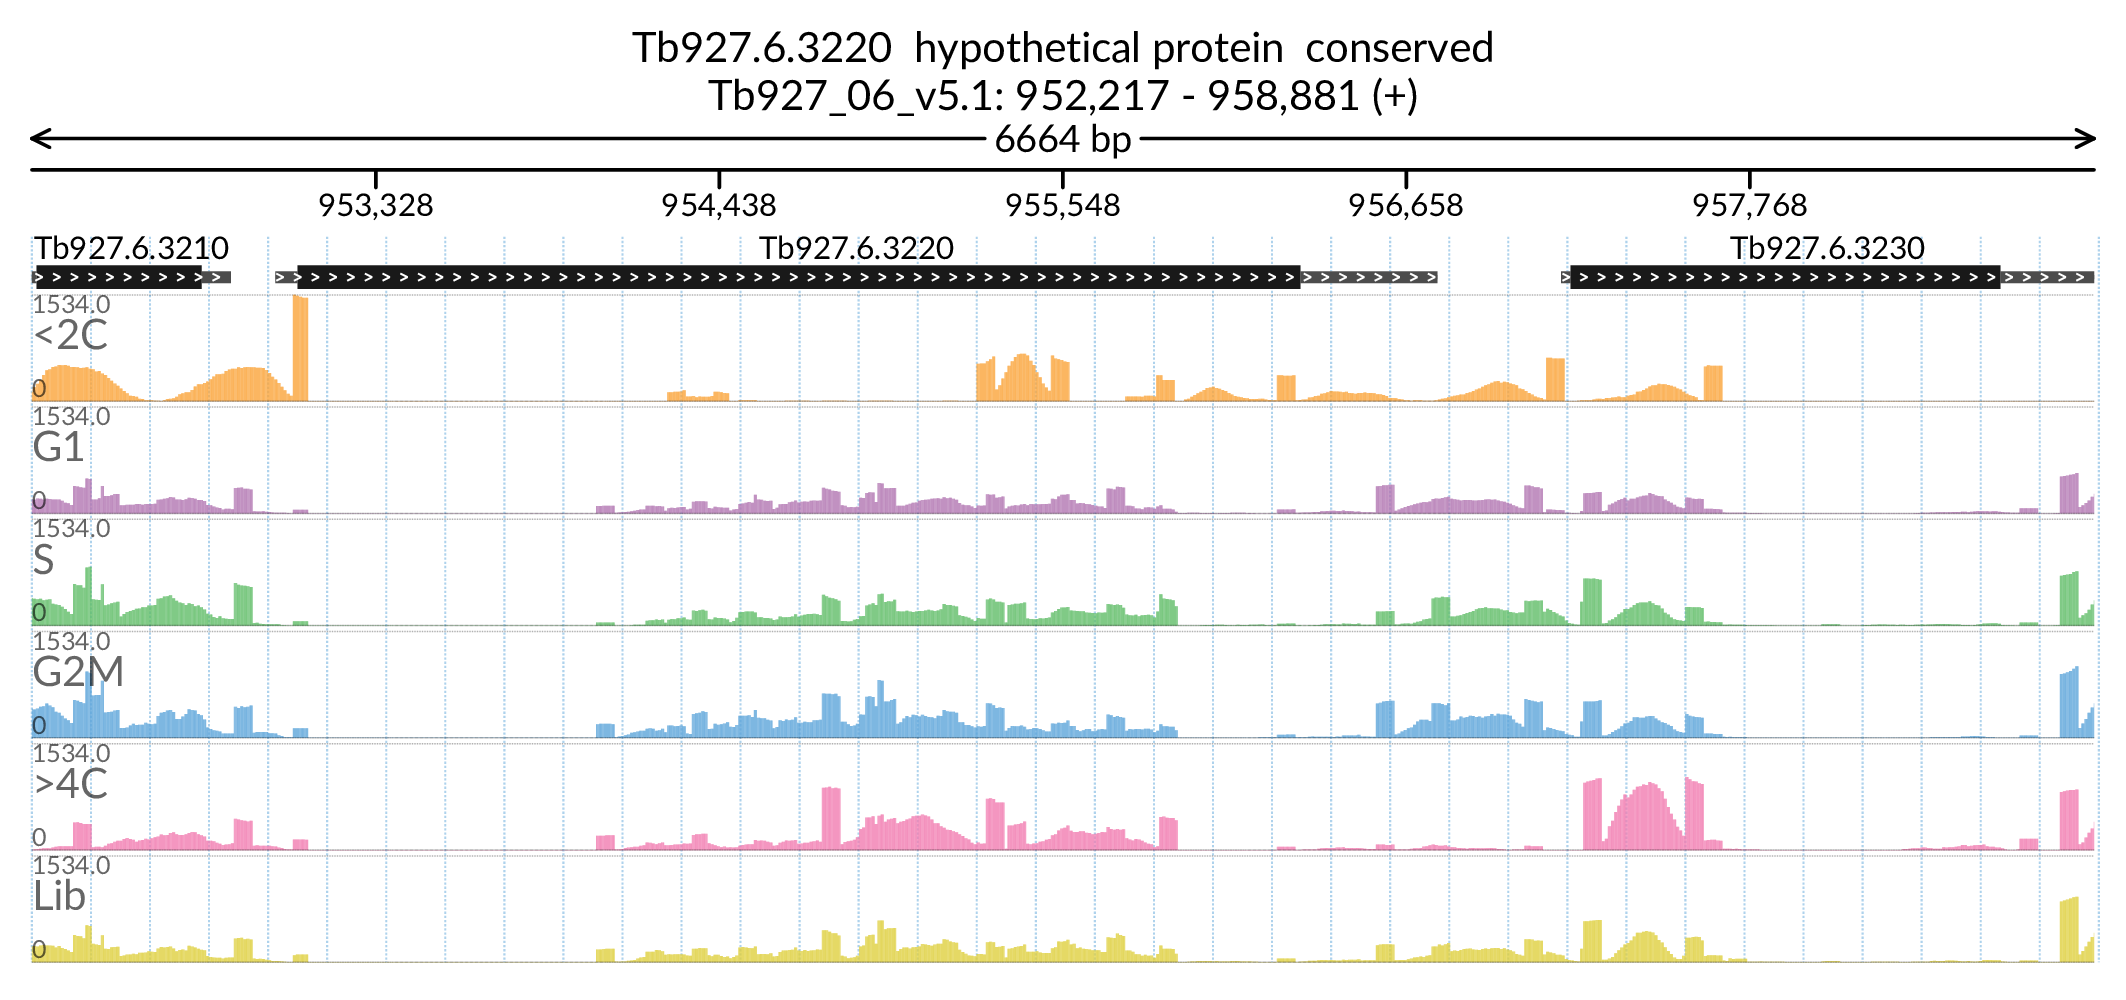 Tb927.6.3220 hypothetical protein conserved
Tb927_06_v5.1: 952,217 - 958,881 (+)
6664 bp
953,328 954,438 955,548 956,658 957,768
Tb927.6.3210 Tb927.6.3220 Tb927.6.3230
1534.0
<2C
0
1534.0
G1
0
1534.0
S
0
1534.0
G2M
0
1534.0
>4C
0
1534.0
Lib
0